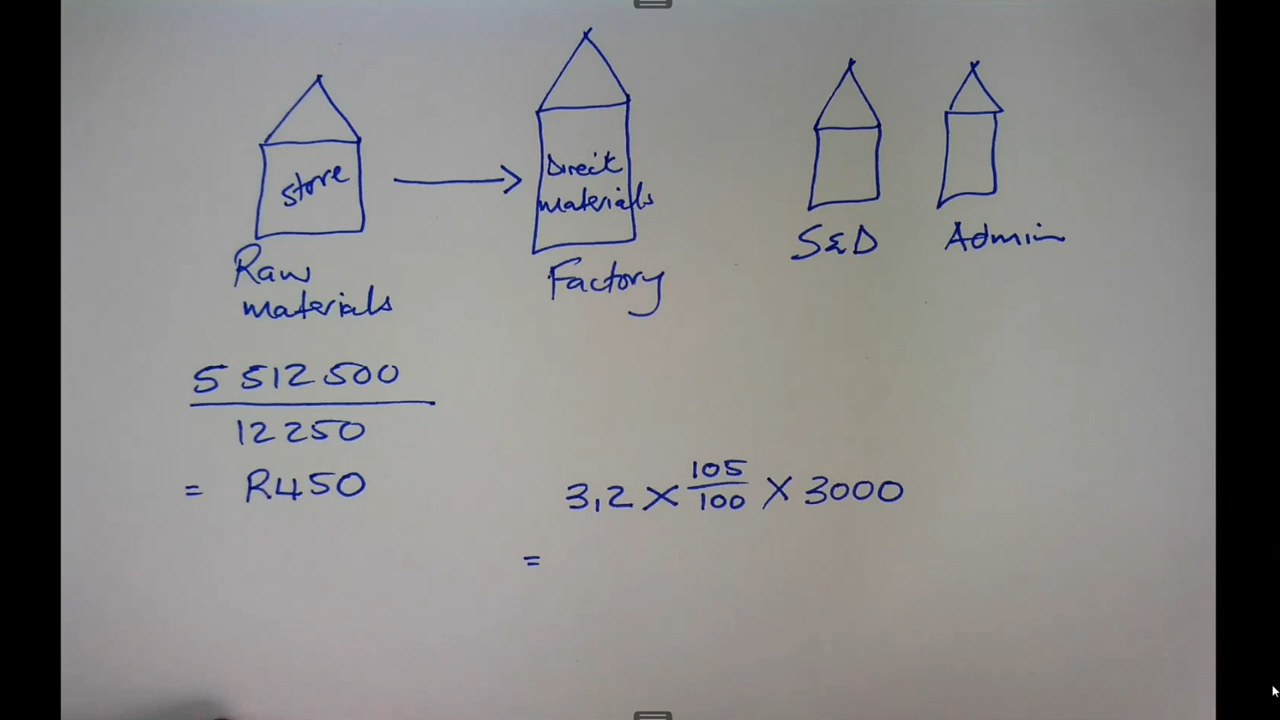 store
Direct
materials
S&D
Admin
Raw
materials
Factory
5 512 500
12 250
= R450
3,2 × 105/100 × 3000
=